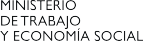 MINISTERIO
DE TRABAJO
Y ECONOMÍA SOCIAL